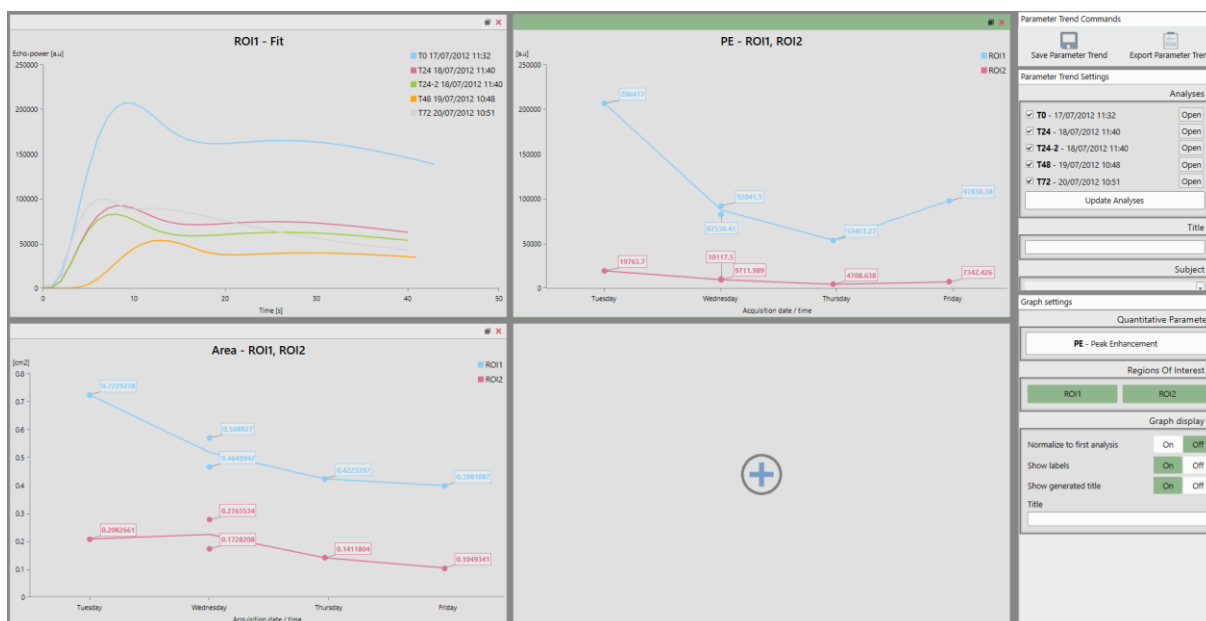 ROI1 - Fit
Echo-power [a.u]
250000
200000
150000
100000
50000
0
0
10
20
30
40
50
Time [s]
T0 17/07/2012 11:32
T24 18/07/2012 11:40
T24-2 18/07/2012 11:40
T48 19/07/2012 10:48
T72 20/07/2012 10:51
PE - ROI1, ROI2
[a.u]
250000
200000
150000
100000
50000
0
ROI1
ROI2
206417
92041.5
82530.41
53451.27
97830.58
19763.7
10117.5
9711.989
4708.638
7342.426
Tuesday
Wednesday
Thursday
Friday
Acquisition date / time
Area - ROI1, ROI2
[cm2]
0.8
0.7
0.6
0.5
0.4
0.3
0.2
0.1
0
ROI1
ROI2
0.7229238
0.568927
0.4649942
0.4223397
0.3981087
0.2082661
0.2765534
0.1728208
0.1411804
0.1049341
Tuesday
Wednesday
Thursday
Friday
Acquisition date / time
Parameter Trend Commands
Save Parameter Trend
Export Parameter Tren
Parameter Trend Settings
Analyses
T0 - 17/07/2012 11:32 Open
T24 - 18/07/2012 11:40 Open
T24-2 - 18/07/2012 11:40 Open
T48 - 19/07/2012 10:48 Open
T72 - 20/07/2012 10:51 Open
Update Analyses
Title
Subject
Graph settings
Quantitative Paramete
PE - Peak Enhancement
Regions Of Interest
ROI1 ROI2
Graph display
Normalize to first analysis On Off
Show labels On Off
Show generated title On Off
Title